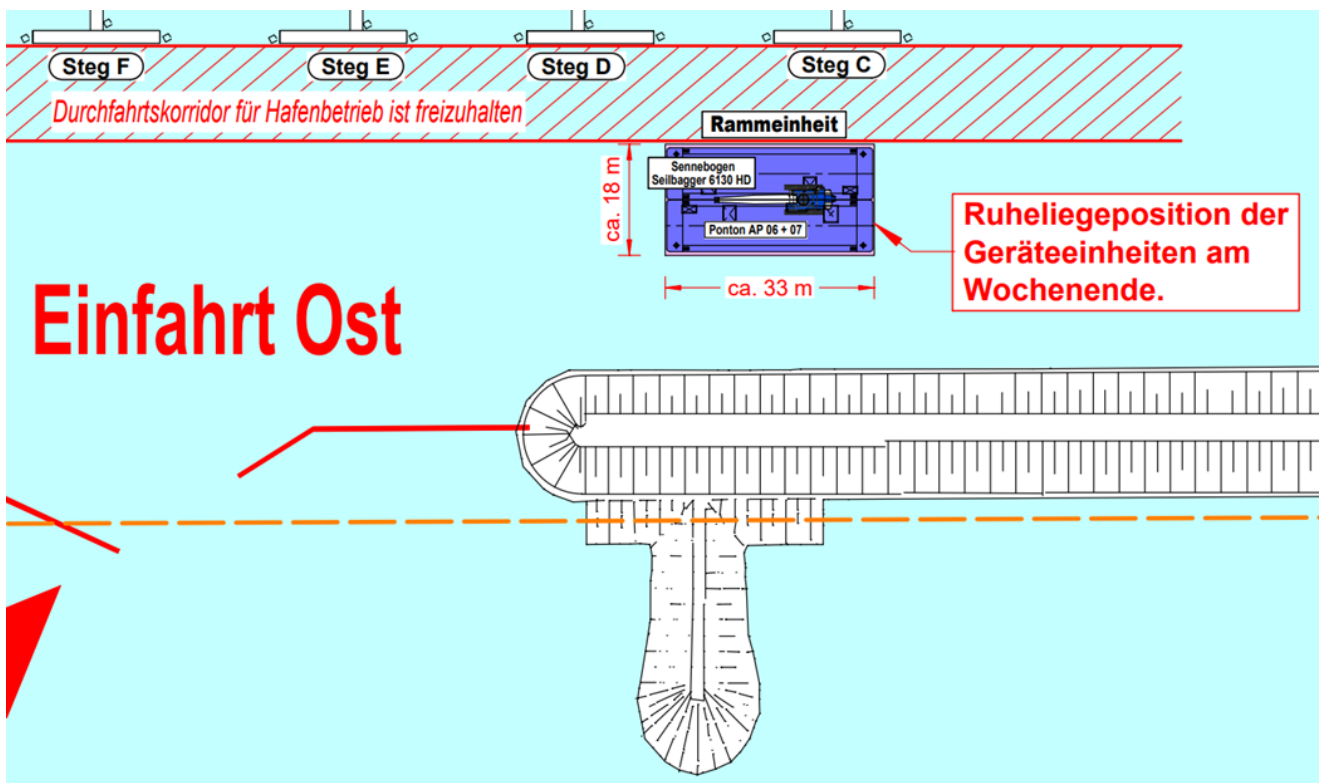 Steg F
Steg E
Steg D
Steg C
Durchfahrtskorridor für Hafenbetrieb ist freizuhalten
Rammeinheit
ca. 18 m
Sennebogen
Seilbagger 6130 HD
Ponton AP 06 + 07
ca. 33 m
Ruheliegeposition der
Geräteeinheiten am
Wochenende.
Einfahrt Ost